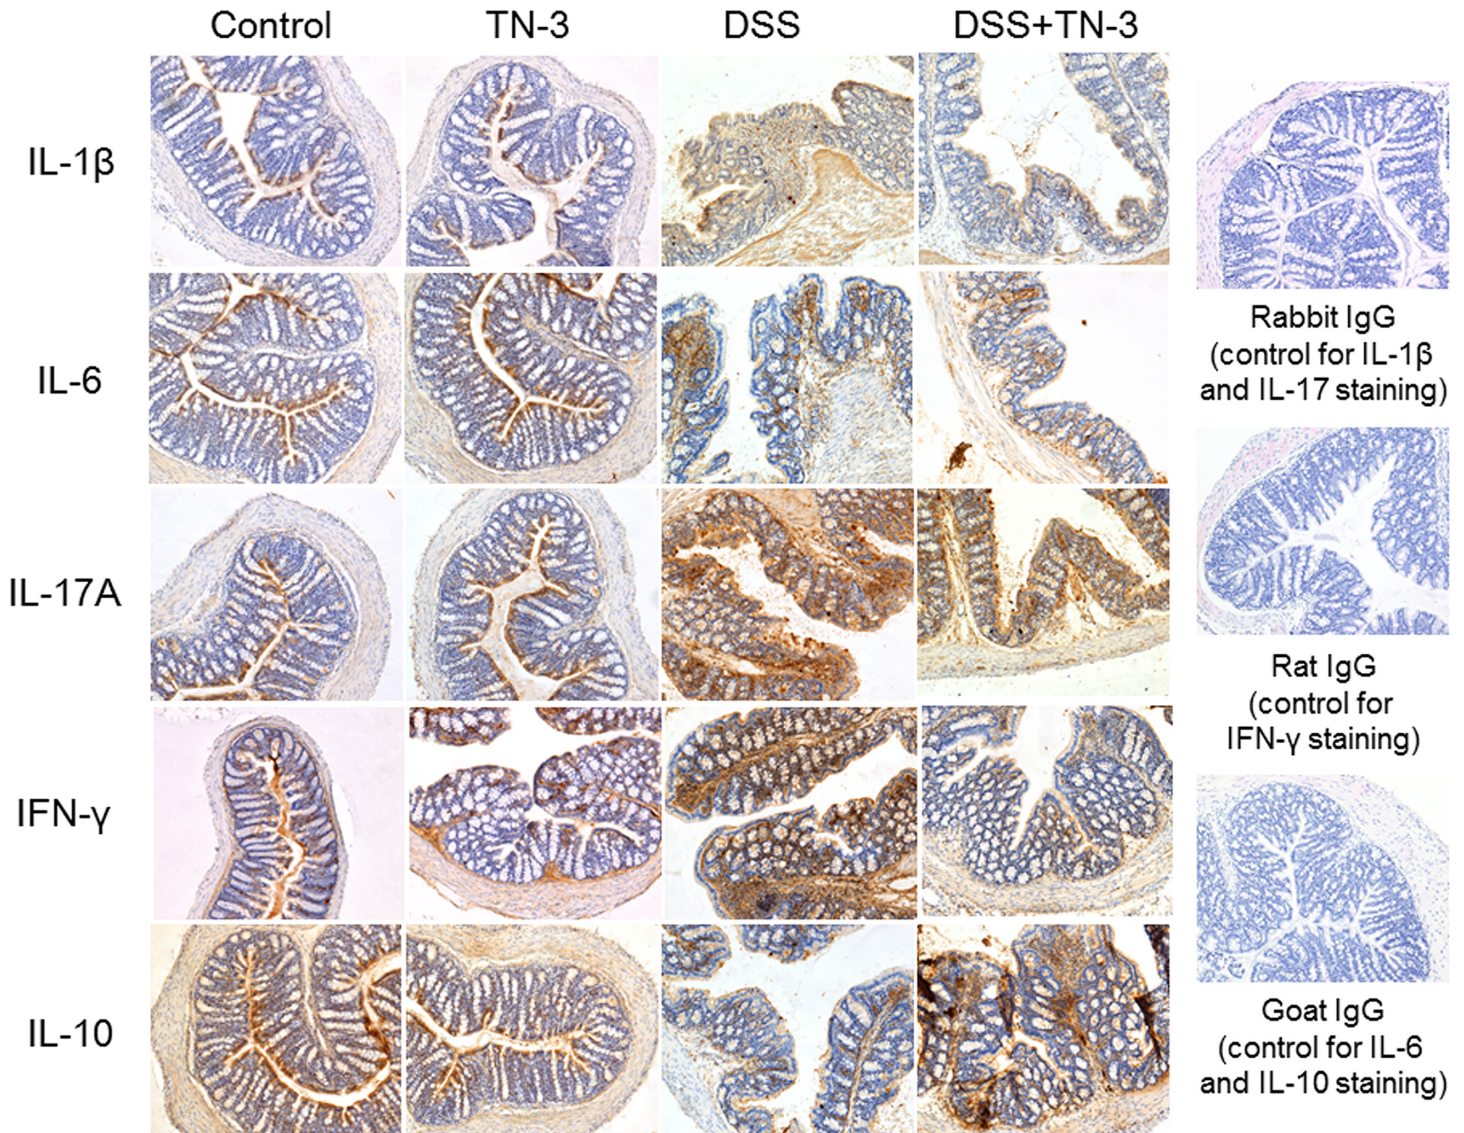 Control TN-3 DSS DSS+TN-3
IL-1β
IL-6
IL-17A
IFN-γ
IL-10
Rabbit IgG
(control for IL-1β
and IL-17 staining)
Rat IgG
(control for
IFN-γ staining)
Goat IgG
(control for IL-6
and IL-10 staining)